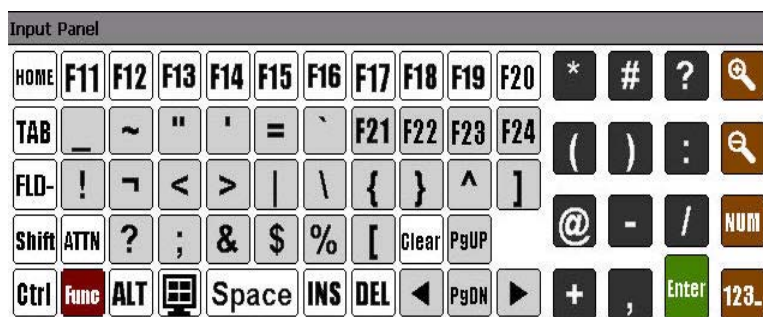 Input Panel
HOME F11 F12 F13 F14 F15 F16 F17 F18 F19 F20 * # ?
TAB _ ~ " ' = ` F21 F22 F23 F24 ( ) :
FLD- ! ¬ < > | \ { } ^ ] @ - / NUM
Shift ATTN ? ; & $ % [ Clear PgUP
Ctrl Func ALT Space INS DEL ◀ PgDN ▶ + , Enter 123..